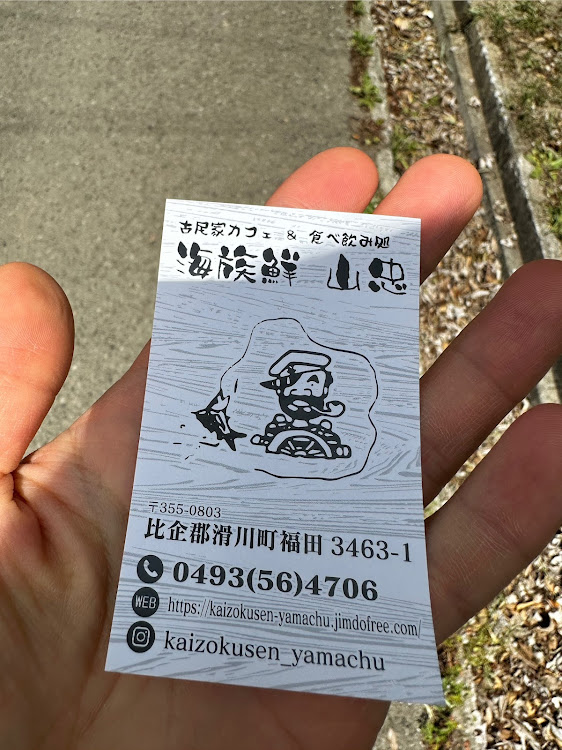 古民家カフェ & 食べ飲み処
海族鮮 山忠
〒355-0803
比企郡滑川町福田 3463-1
0493(56)4706
WEB https://kaizokusen-yamachu.jimdofree.com/
kaizokusen_yamachu